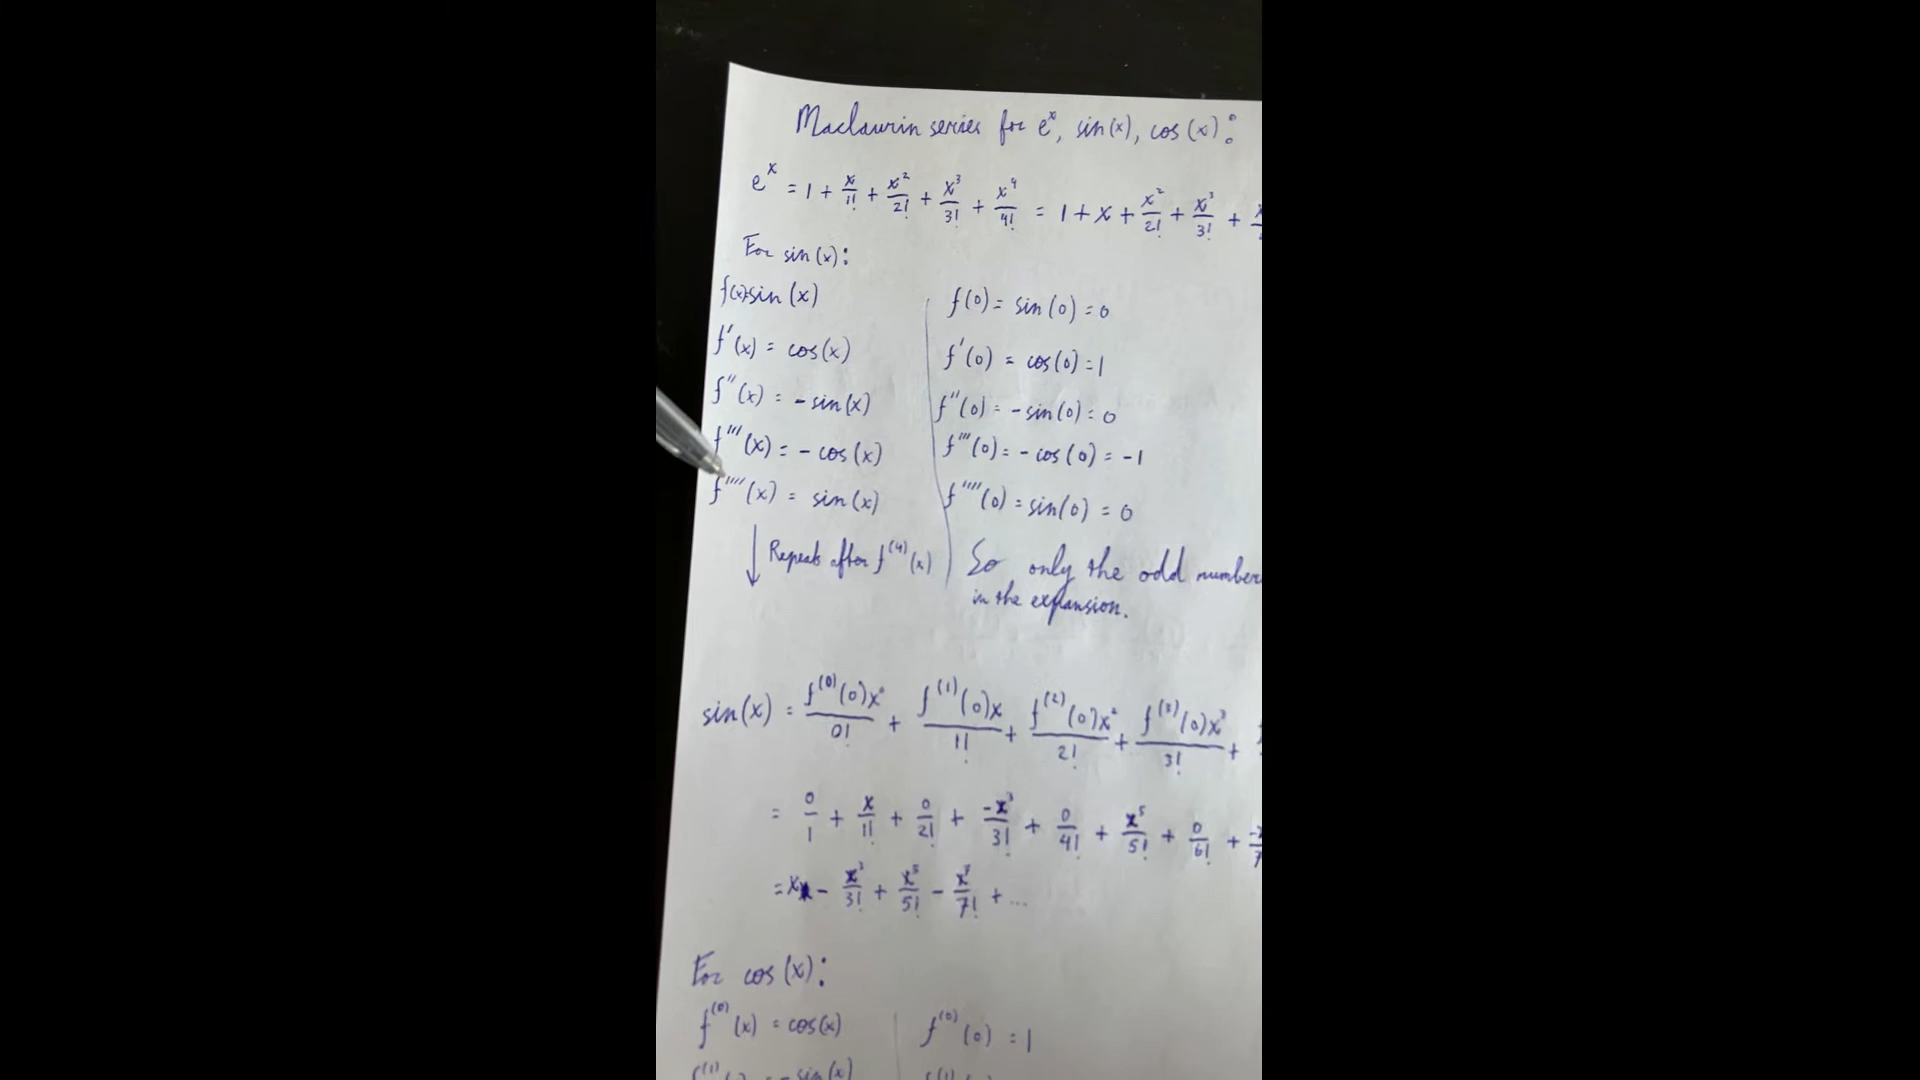 Maclaurin series for eˣ, sin(x), cos(x):
eˣ = 1 + x/1! + x²/2! + x³/3! + x⁴/4! = 1 + x + x²/2! + x³/3! +
For sin(x):
f(x)=sin(x)
f'(x) = cos(x)
f''(x) = -sin(x)
f'''(x) = -cos(x)
f''''(x) = sin(x)
↓ Repeats after f⁽⁴⁾(x)
f(0) = sin(0) = 0
f'(0) = cos(0) = 1
f''(0) = -sin(0) = 0
f'''(0) = -cos(0) = -1
f''''(0) = sin(0) = 0
So only the odd number
in the expansion.
sin(x) = f⁽⁰⁾(0)x⁰/0! + f⁽¹⁾(0)x/1! + f⁽²⁾(0)x²/2! + f⁽³⁾(0)x³/3! +
= 0/1 + x/1! + 0/2! + -x³/3! + 0/4! + x⁵/5! + 0/6! +
= x - x³/3! + x⁵/5! - x⁷/7! + ...
For cos(x):
f⁽⁰⁾(x) = cos(x)
f⁽⁰⁾(0) = 1